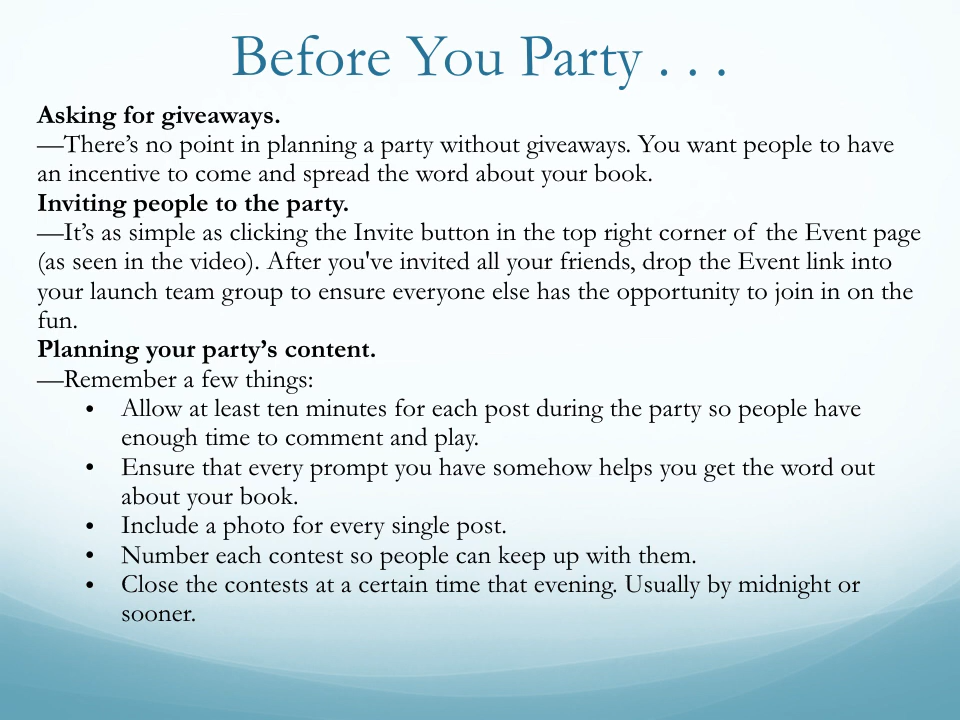 Before You Party . . .
Asking for giveaways.
—There’s no point in planning a party without giveaways. You want people to have
an incentive to come and spread the word about your book.
Inviting people to the party.
—It’s as simple as clicking the Invite button in the top right corner of the Event page
(as seen in the video). After you've invited all your friends, drop the Event link into
your launch team group to ensure everyone else has the opportunity to join in on the
fun.
Planning your party’s content.
—Remember a few things:
• Allow at least ten minutes for each post during the party so people have
enough time to comment and play.
• Ensure that every prompt you have somehow helps you get the word out
about your book.
• Include a photo for every single post.
• Number each contest so people can keep up with them.
• Close the contests at a certain time that evening. Usually by midnight or
sooner.